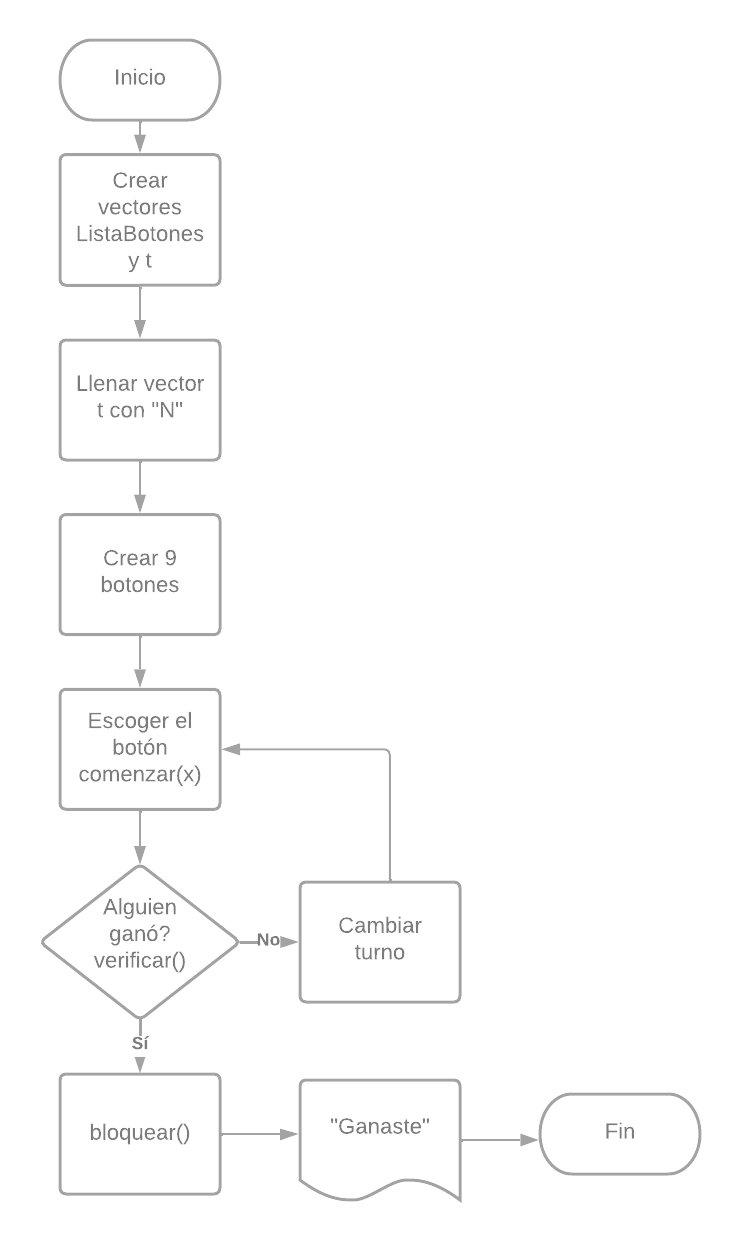 Inicio
Crear
vectores
ListaBotones
y t
Llenar vector
t con "N"
Crear 9
botones
Escoger el
botón
comenzar(x)
Alguien
ganó?
verificar()
No
Cambiar
turno
Sí
bloquear()
"Ganaste"
Fin